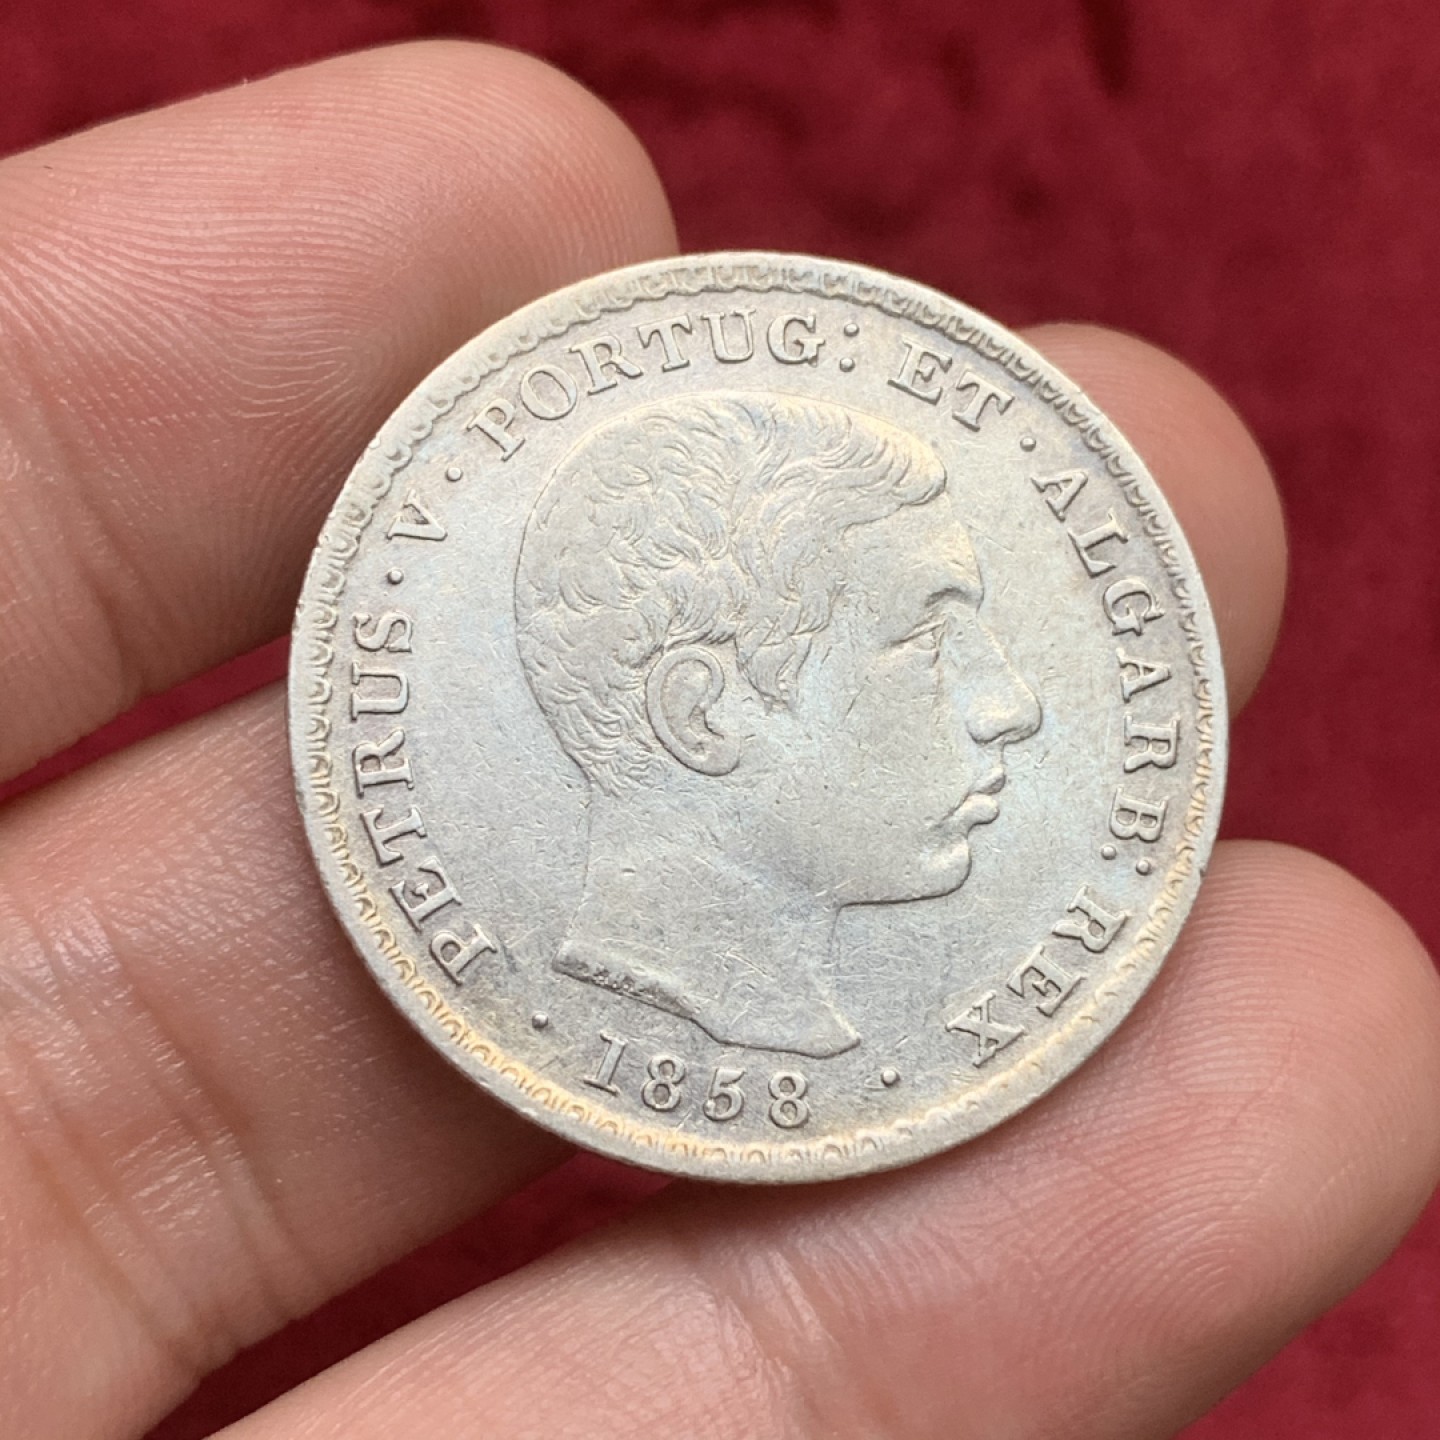 PETRUS · V · PORTUG: ET · ALGARB: REX
· 1858 ·